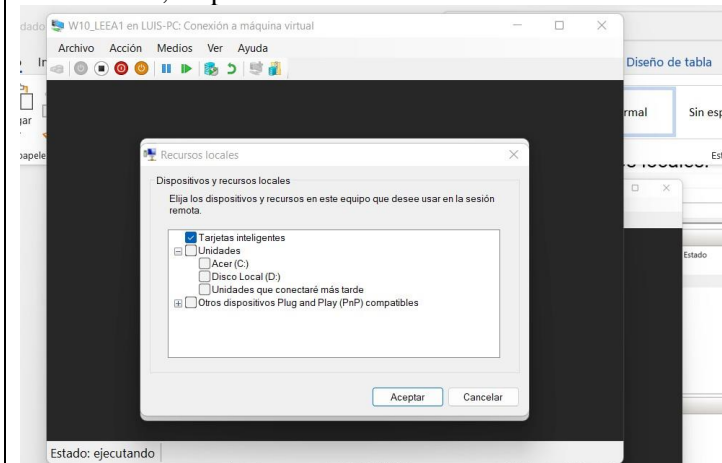 W10_LEEA1 en LUIS-PC: Conexión a máquina virtual
Archivo Acción Medios Ver Ayuda
Diseño de tabla
Sin esp
Recursos locales
Dispositivos y recursos locales
Elija los dispositivos y recursos en este equipo que desee usar en la sesión
remota.
Tarjetas inteligentes
Unidades
Acer (C:)
Disco Local (D:)
Unidades que conectaré más tarde
Otros dispositivos Plug and Play (PnP) compatibles
Estado
Aceptar Cancelar
Estado: ejecutando